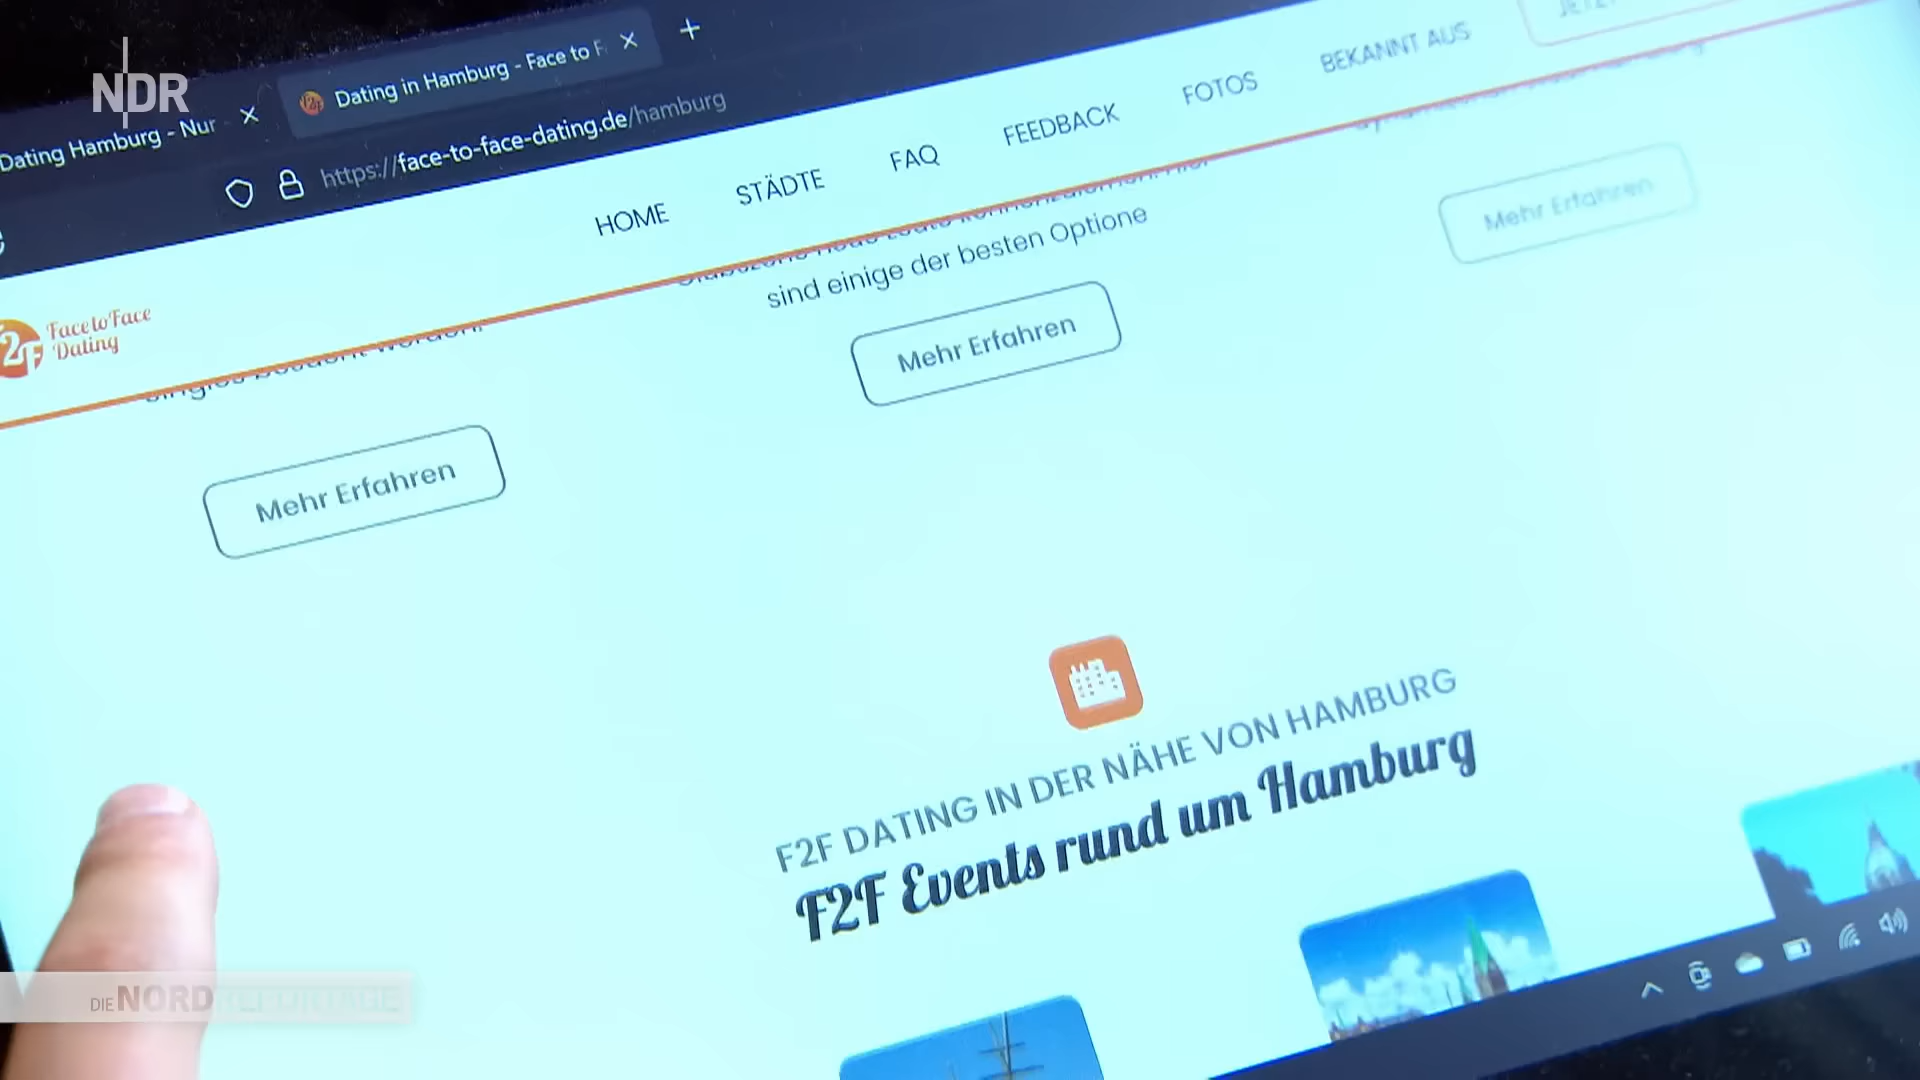 NDR
Dating Hamburg - Nur
Dating in Hamburg - Face to F
https://face-to-face-dating.de/hamburg
HOME
STÄDTE
FAQ
FEEDBACK
FOTOS
BEKANNT AUS
F2F
Face to Face
Dating
sind einige der besten Optione
Mehr Erfahren
Mehr Erfahren
Mehr Erfahren
F2F DATING IN DER NÄHE VON HAMBURG
F2F Events rund um Hamburg
DIE NORDREPORTAGE